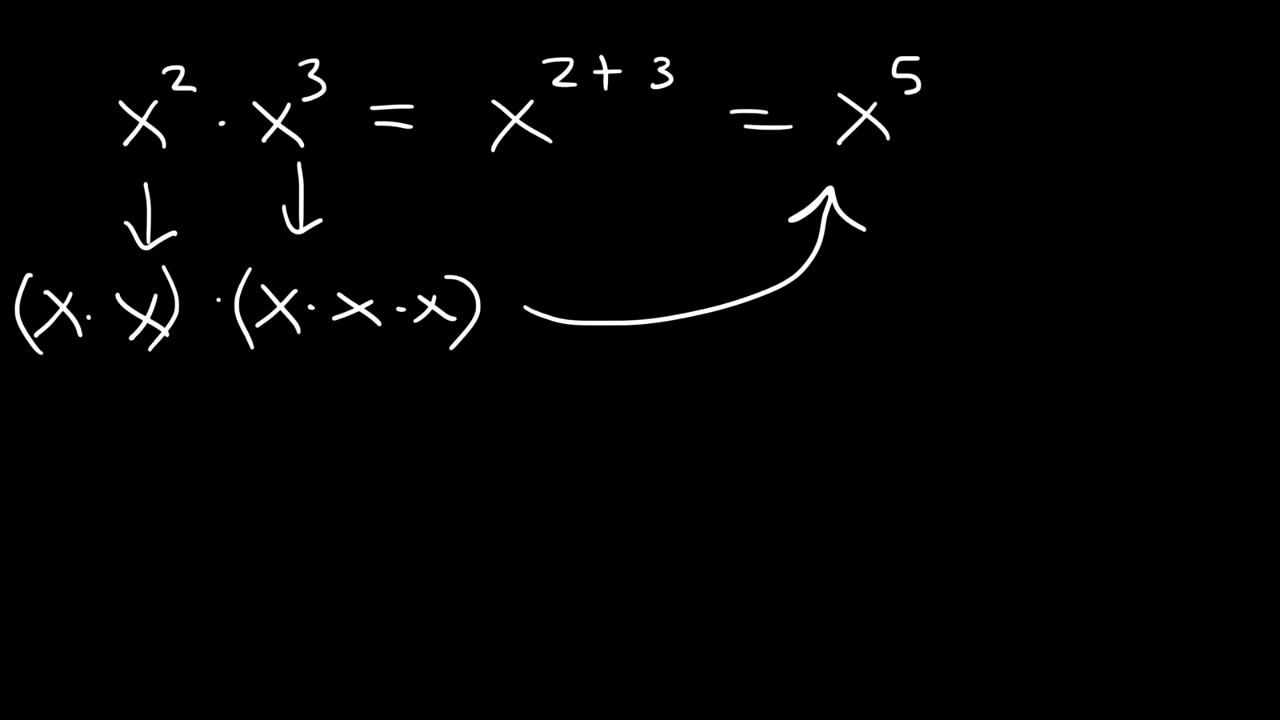 x² · x³ = x²⁺³ = x⁵
(x · x) · (x · x · x)